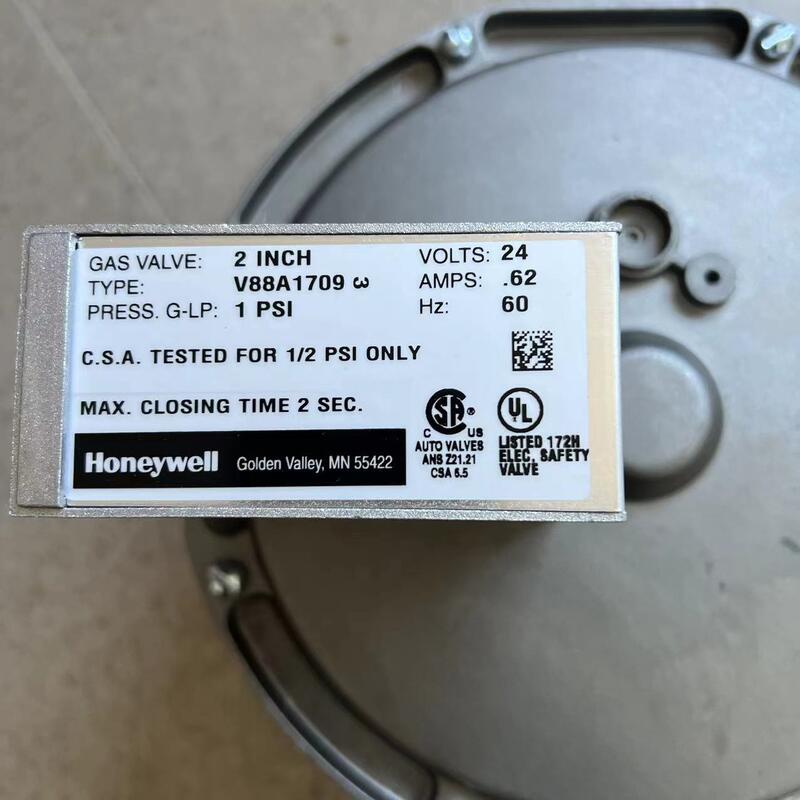 GAS VALVE: 2 INCH
TYPE: V88A1709 ω
PRESS. G-LP: 1 PSI
VOLTS: 24
AMPS: .62
Hz: 60
C.S.A. TESTED FOR 1/2 PSI ONLY
MAX. CLOSING TIME 2 SEC.
Honeywell Golden Valley, MN 55422
SA ®
C US
AUTO VALVES
ANS Z21.21
CSA 6.5
UL
LISTED 172H
ELEC. SAFETY
VALVE